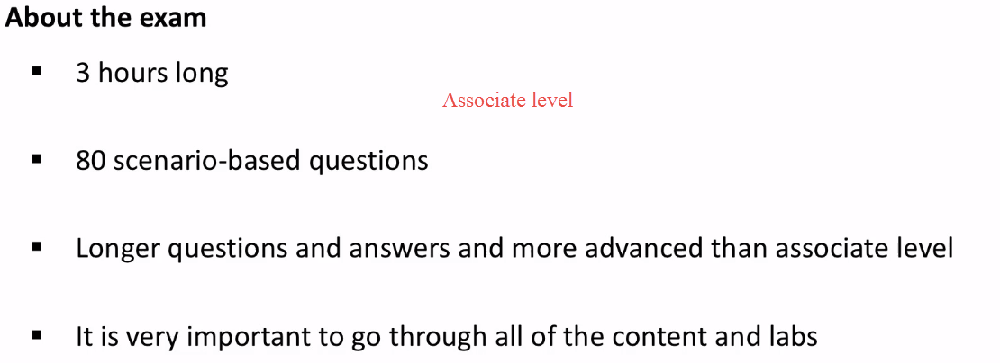 About the exam
▪ 3 hours long
Associate level
▪ 80 scenario-based questions
▪ Longer questions and answers and more advanced than associate level
▪ It is very important to go through all of the content and labs